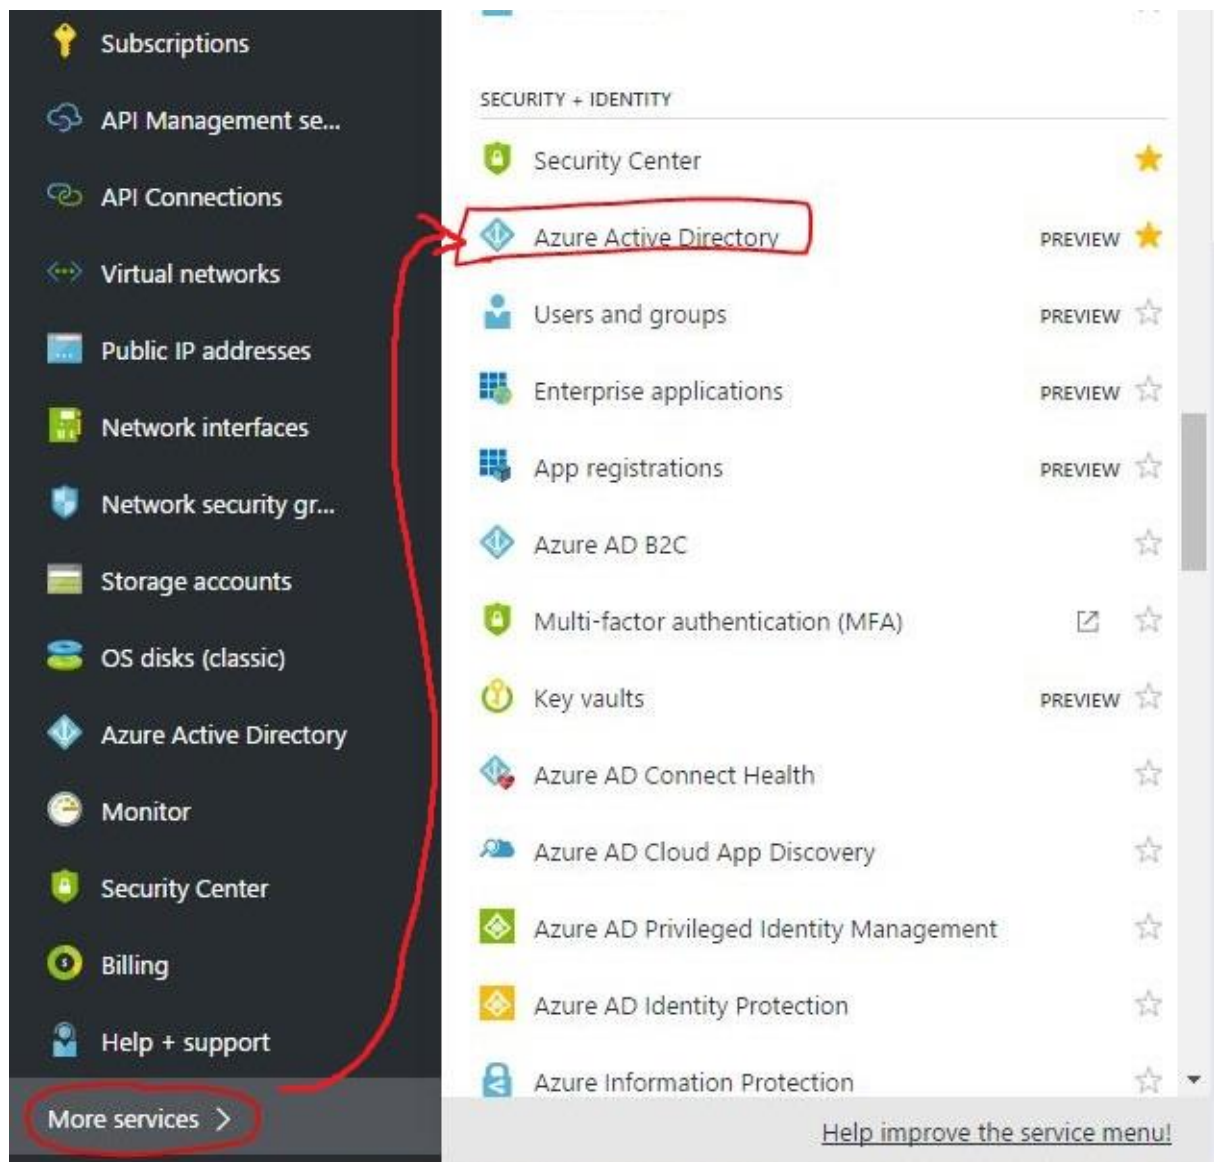 Subscriptions
API Management se...
API Connections
Virtual networks
Public IP addresses
Network interfaces
Network security gr...
Storage accounts
OS disks (classic)
Azure Active Directory
Monitor
Security Center
Billing
Help + support
More services
SECURITY + IDENTITY
Security Center
Azure Active Directory PREVIEW
Users and groups PREVIEW
Enterprise applications PREVIEW
App registrations PREVIEW
Azure AD B2C
Multi-factor authentication (MFA)
Key vaults PREVIEW
Azure AD Connect Health
Azure AD Cloud App Discovery
Azure AD Privileged Identity Management
Azure AD Identity Protection
Azure Information Protection
Help improve the service menu!